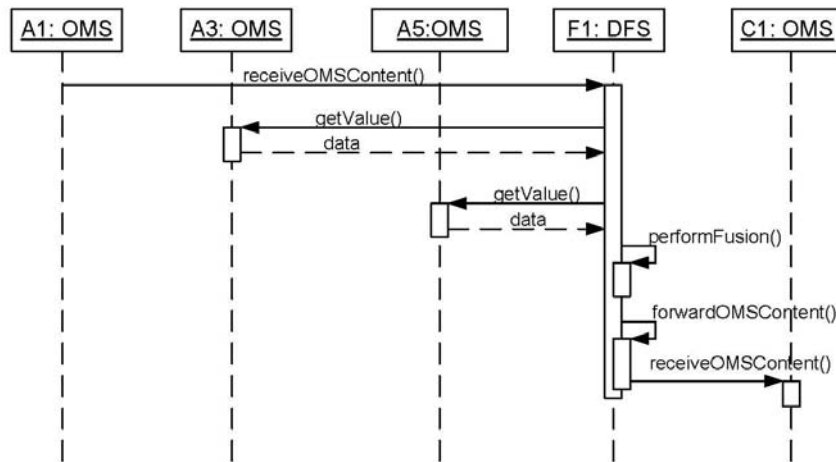 A1: OMS
A3: OMS
A5:OMS
F1: DFS
C1: OMS
receiveOMSContent()
getValue()
data
getValue()
data
performFusion()
forwardOMSContent()
receiveOMSContent()